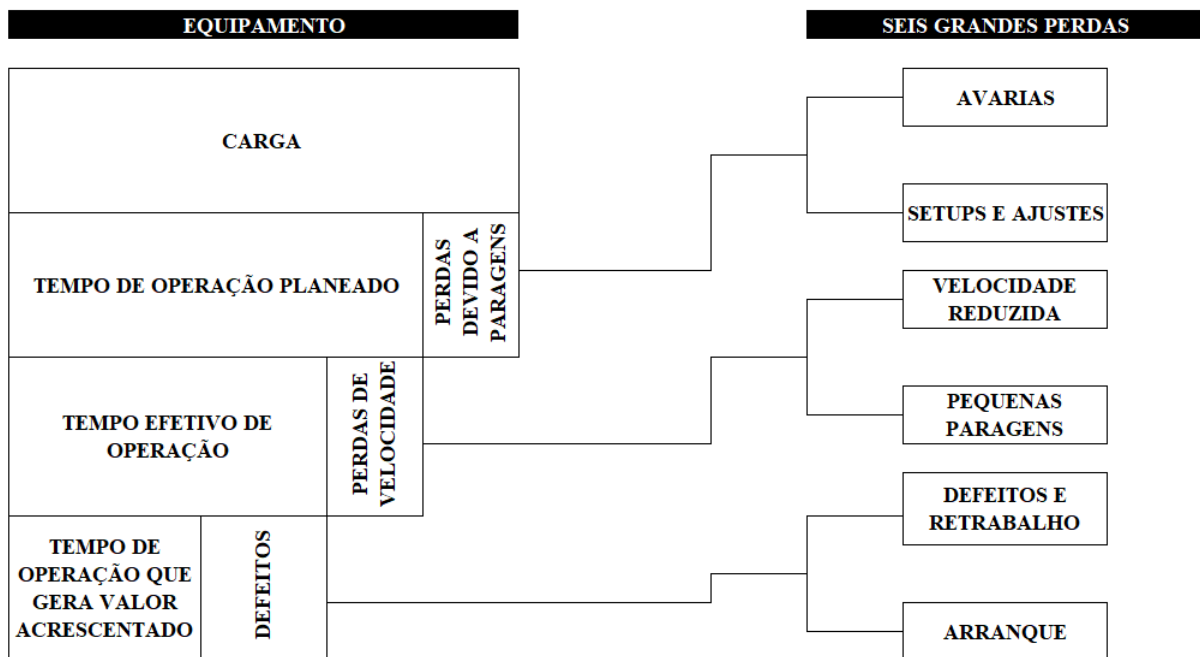 EQUIPAMENTO
SEIS GRANDES PERDAS
CARGA
TEMPO DE OPERAÇÃO PLANEADO
PERDAS
DEVIDO A
PARAGENS
TEMPO EFETIVO DE
OPERAÇÃO
PERDAS DE
VELOCIDADE
TEMPO DE
OPERAÇÃO QUE
GERA VALOR
ACRESCENTADO
DEFEITOS
AVARIAS
SETUPS E AJUSTES
VELOCIDADE
REDUZIDA
PEQUENAS
PARAGENS
DEFEITOS E
RETRABALHO
ARRANQUE